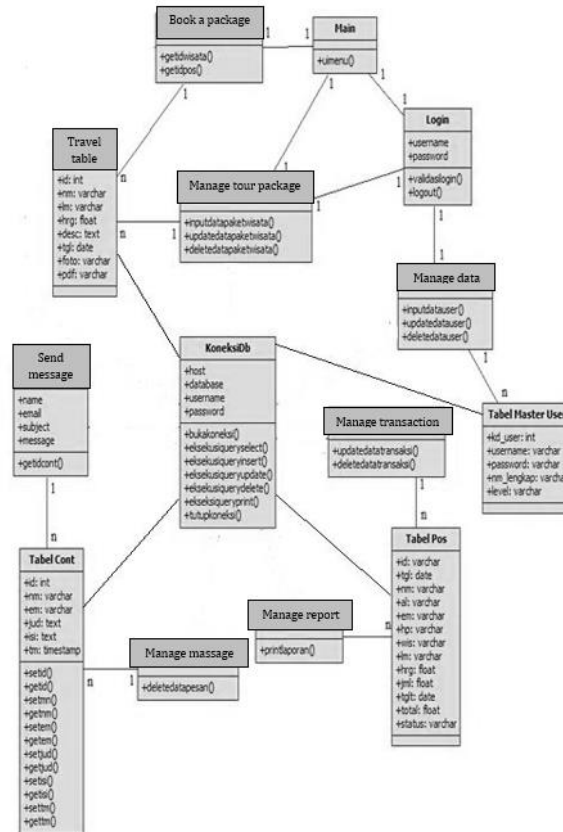 Book a package
+getdwisata()
+getdpos()
1
1
Main
+uimenu()
1
1
1
1
Login
+username
+password
+validaslogin()
+logout()
Travel
table
+id: int
+nm: varchar
+lm: varchar
+hrg: float
+desc: text
+tgl: date
+foto: varchar
+pdf: varchar
n
n
1
Manage tour package
+inputdatapaketwisata()
+updatedatapaketwisata()
+deletedatapaketwisata()
1
1
1
1
1
Manage data
+inputdatauser()
+updatedatauser()
+deletedatauser()
1
n
Tabel Master User
+kd_user: int
+username: varchar
+password: varchar
+nm_lengkap: varcha
+level: varchar
Send
message
+name
+email
+subject
+message
+getidcont()
1
n
KoneksiDb
+host
+database
+username
+password
+bukakoneksi()
+eksekusiqueryselect()
+eksekusiqueryinsert()
+eksekusiqueryupdate()
+eksekusiquerydelete()
+ekseksiqueryprint()
+tutupkoneksi()
Manage transaction
+updatedatatransaksi()
+deletedatatransaksi()
1
n
Tabel Cont
+id: int
+nm: varchar
+em: varchar
+jud: text
+isi: text
+tm: timestamp
+setid()
+getid()
+setmn()
+getnm()
+setem()
+getem()
+setjud()
+getjud()
+setisi()
+getisi()
+settm()
+gettm()
Tabel Pos
+id: varchar
+tgl: date
+nm: varchar
+al: varchar
+em: varchar
+hp: varchar
+wis: varchar
+lm: varchar
+hrg: float
+jml: float
+tglt: date
+total: float
+status: varchar
Manage report
+printlaporan()
n
Manage massage
+deletedatapesan()
n
1